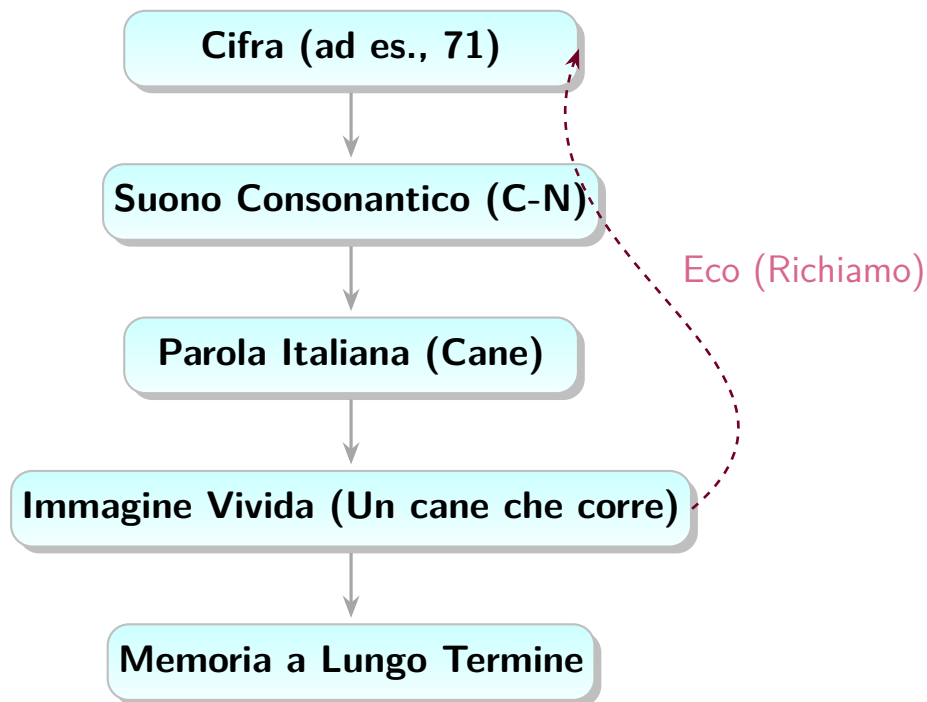 Cifra (ad es., 71)
Suono Consonantico (C-N)
Eco (Richiamo)
Parola Italiana (Cane)
Immagine Vivida (Un cane che corre)
Memoria a Lungo Termine